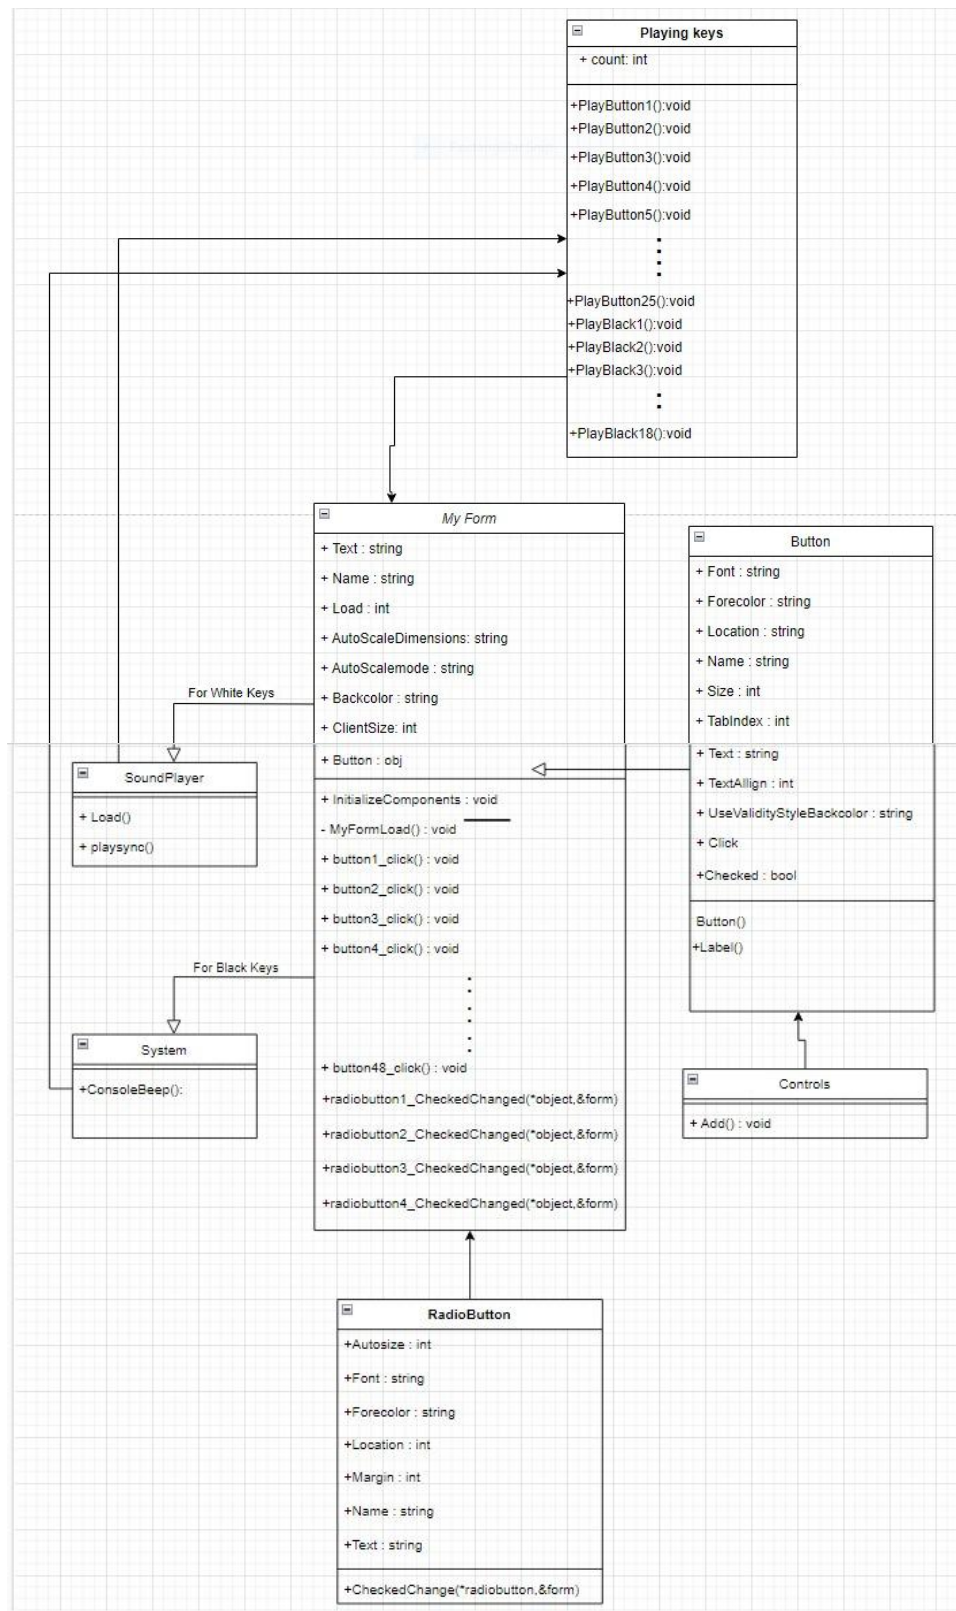 Playing keys
+ count: int
+PlayButton1():void
+PlayButton2():void
+PlayButton3():void
+PlayButton4():void
+PlayButton5():void
+PlayButton25():void
+PlayBlack1():void
+PlayBlack2():void
+PlayBlack3():void
+PlayBlack18():void
My Form
+ Text : string
+ Name : string
+ Load : int
+ AutoScaleDimensions: string
+ AutoScalemode : string
+ Backcolor : string
+ ClientSize: int
+ Button : obj
+ InitializeComponents : void
- MyFormLoad() : void
+ button1_click() : void
+ button2_click() : void
+ button3_click() : void
+ button4_click() : void
+ button48_click() : void
+radiobutton1_CheckedChanged(*object,&form)
+radiobutton2_CheckedChanged(*object,&form)
+radiobutton3_CheckedChanged(*object,&form)
+radiobutton4_CheckedChanged(*object,&form)
Button
+ Font : string
+ Forecolor : string
+ Location : string
+ Name : string
+ Size : int
+ TabIndex : int
+ Text : string
+ TextAllign : int
+ UseValidityStyleBackcolor : string
+ Click
+Checked : bool
Button()
+Label()
For White Keys
SoundPlayer
+ Load()
+ playsync()
For Black Keys
System
+ConsoleBeep():
Controls
+ Add() : void
RadioButton
+Autosize : int
+Font : string
+Forecolor : string
+Location : int
+Margin : int
+Name : string
+Text : string
+CheckedChange(*radiobutton,&form)